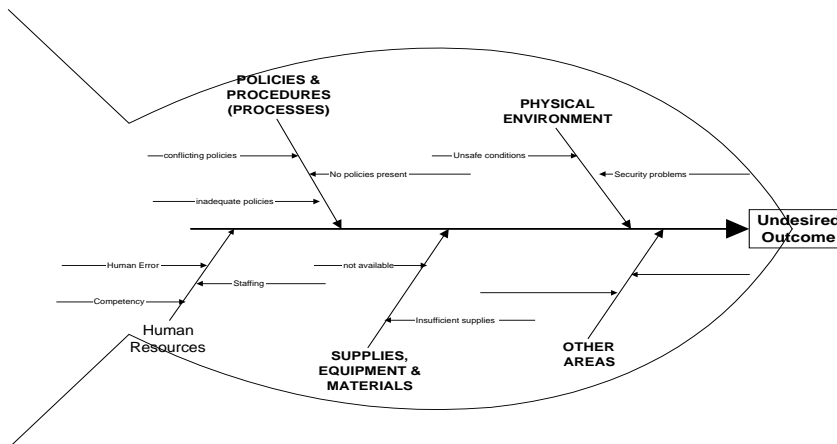 POLICIES &
PROCEDURES
(PROCESSES)
PHYSICAL
ENVIRONMENT
conflicting policies
Unsafe conditions
No policies present
Security problems
inadequate policies
Undesired
Outcome
Human Error
not available
Staffing
Competency
Insufficient supplies
Human
Resources
SUPPLIES,
EQUIPMENT &
MATERIALS
OTHER
AREAS